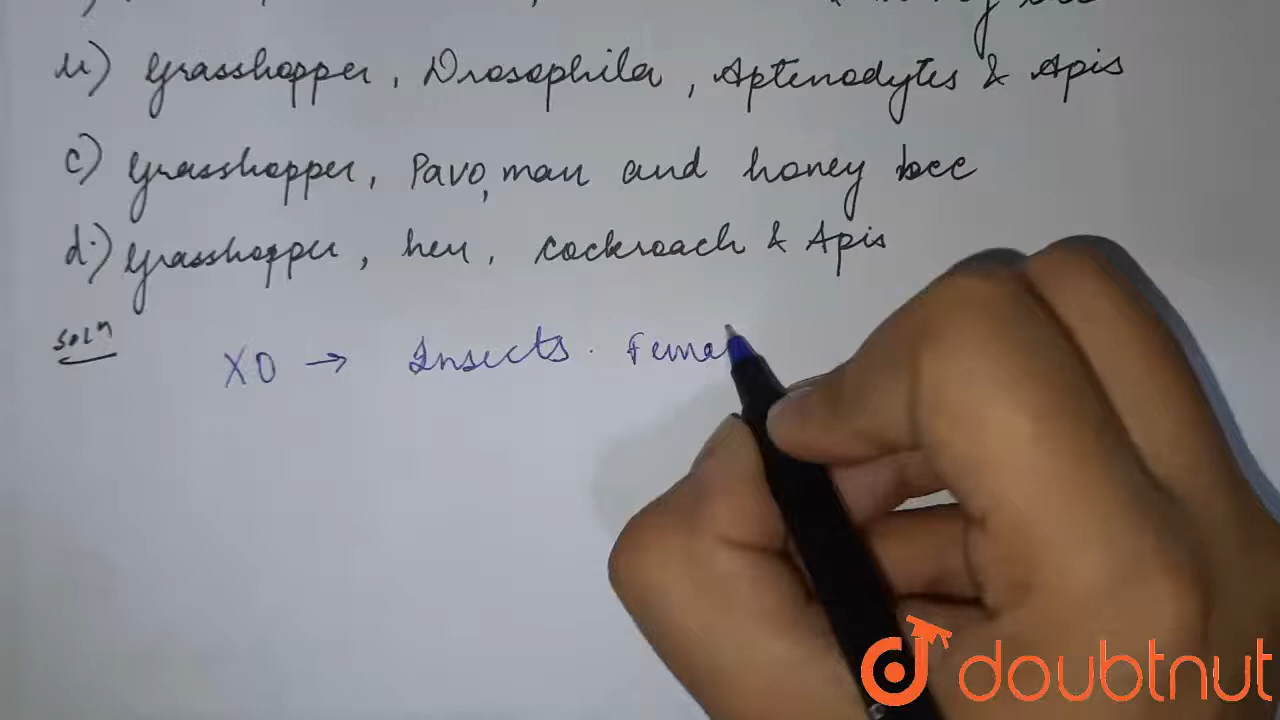 u) Grasshopper, Drosophila, Aptenodytes & Apis
c) Grasshopper, Pavo, man and honey bee
d.) Grasshopper, hen, cockroach & Apis
Soln
XO → Insects. Fema
doubtnut